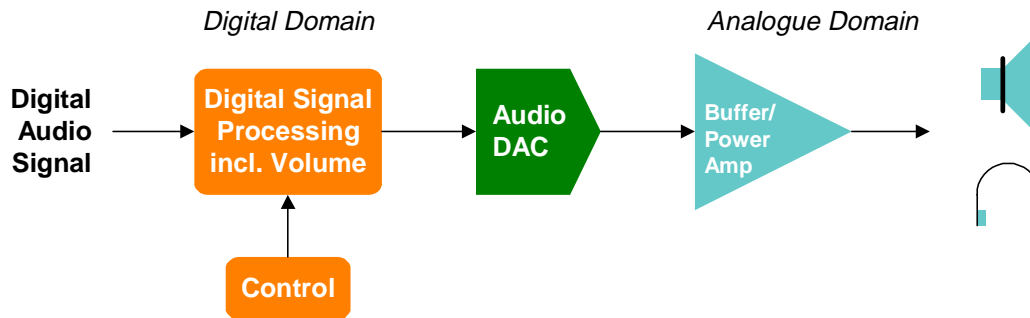 Digital Domain
Analogue Domain
Digital
Audio
Signal
Digital Signal
Processing
incl. Volume
Audio
DAC
Buffer/
Power
Amp
Control